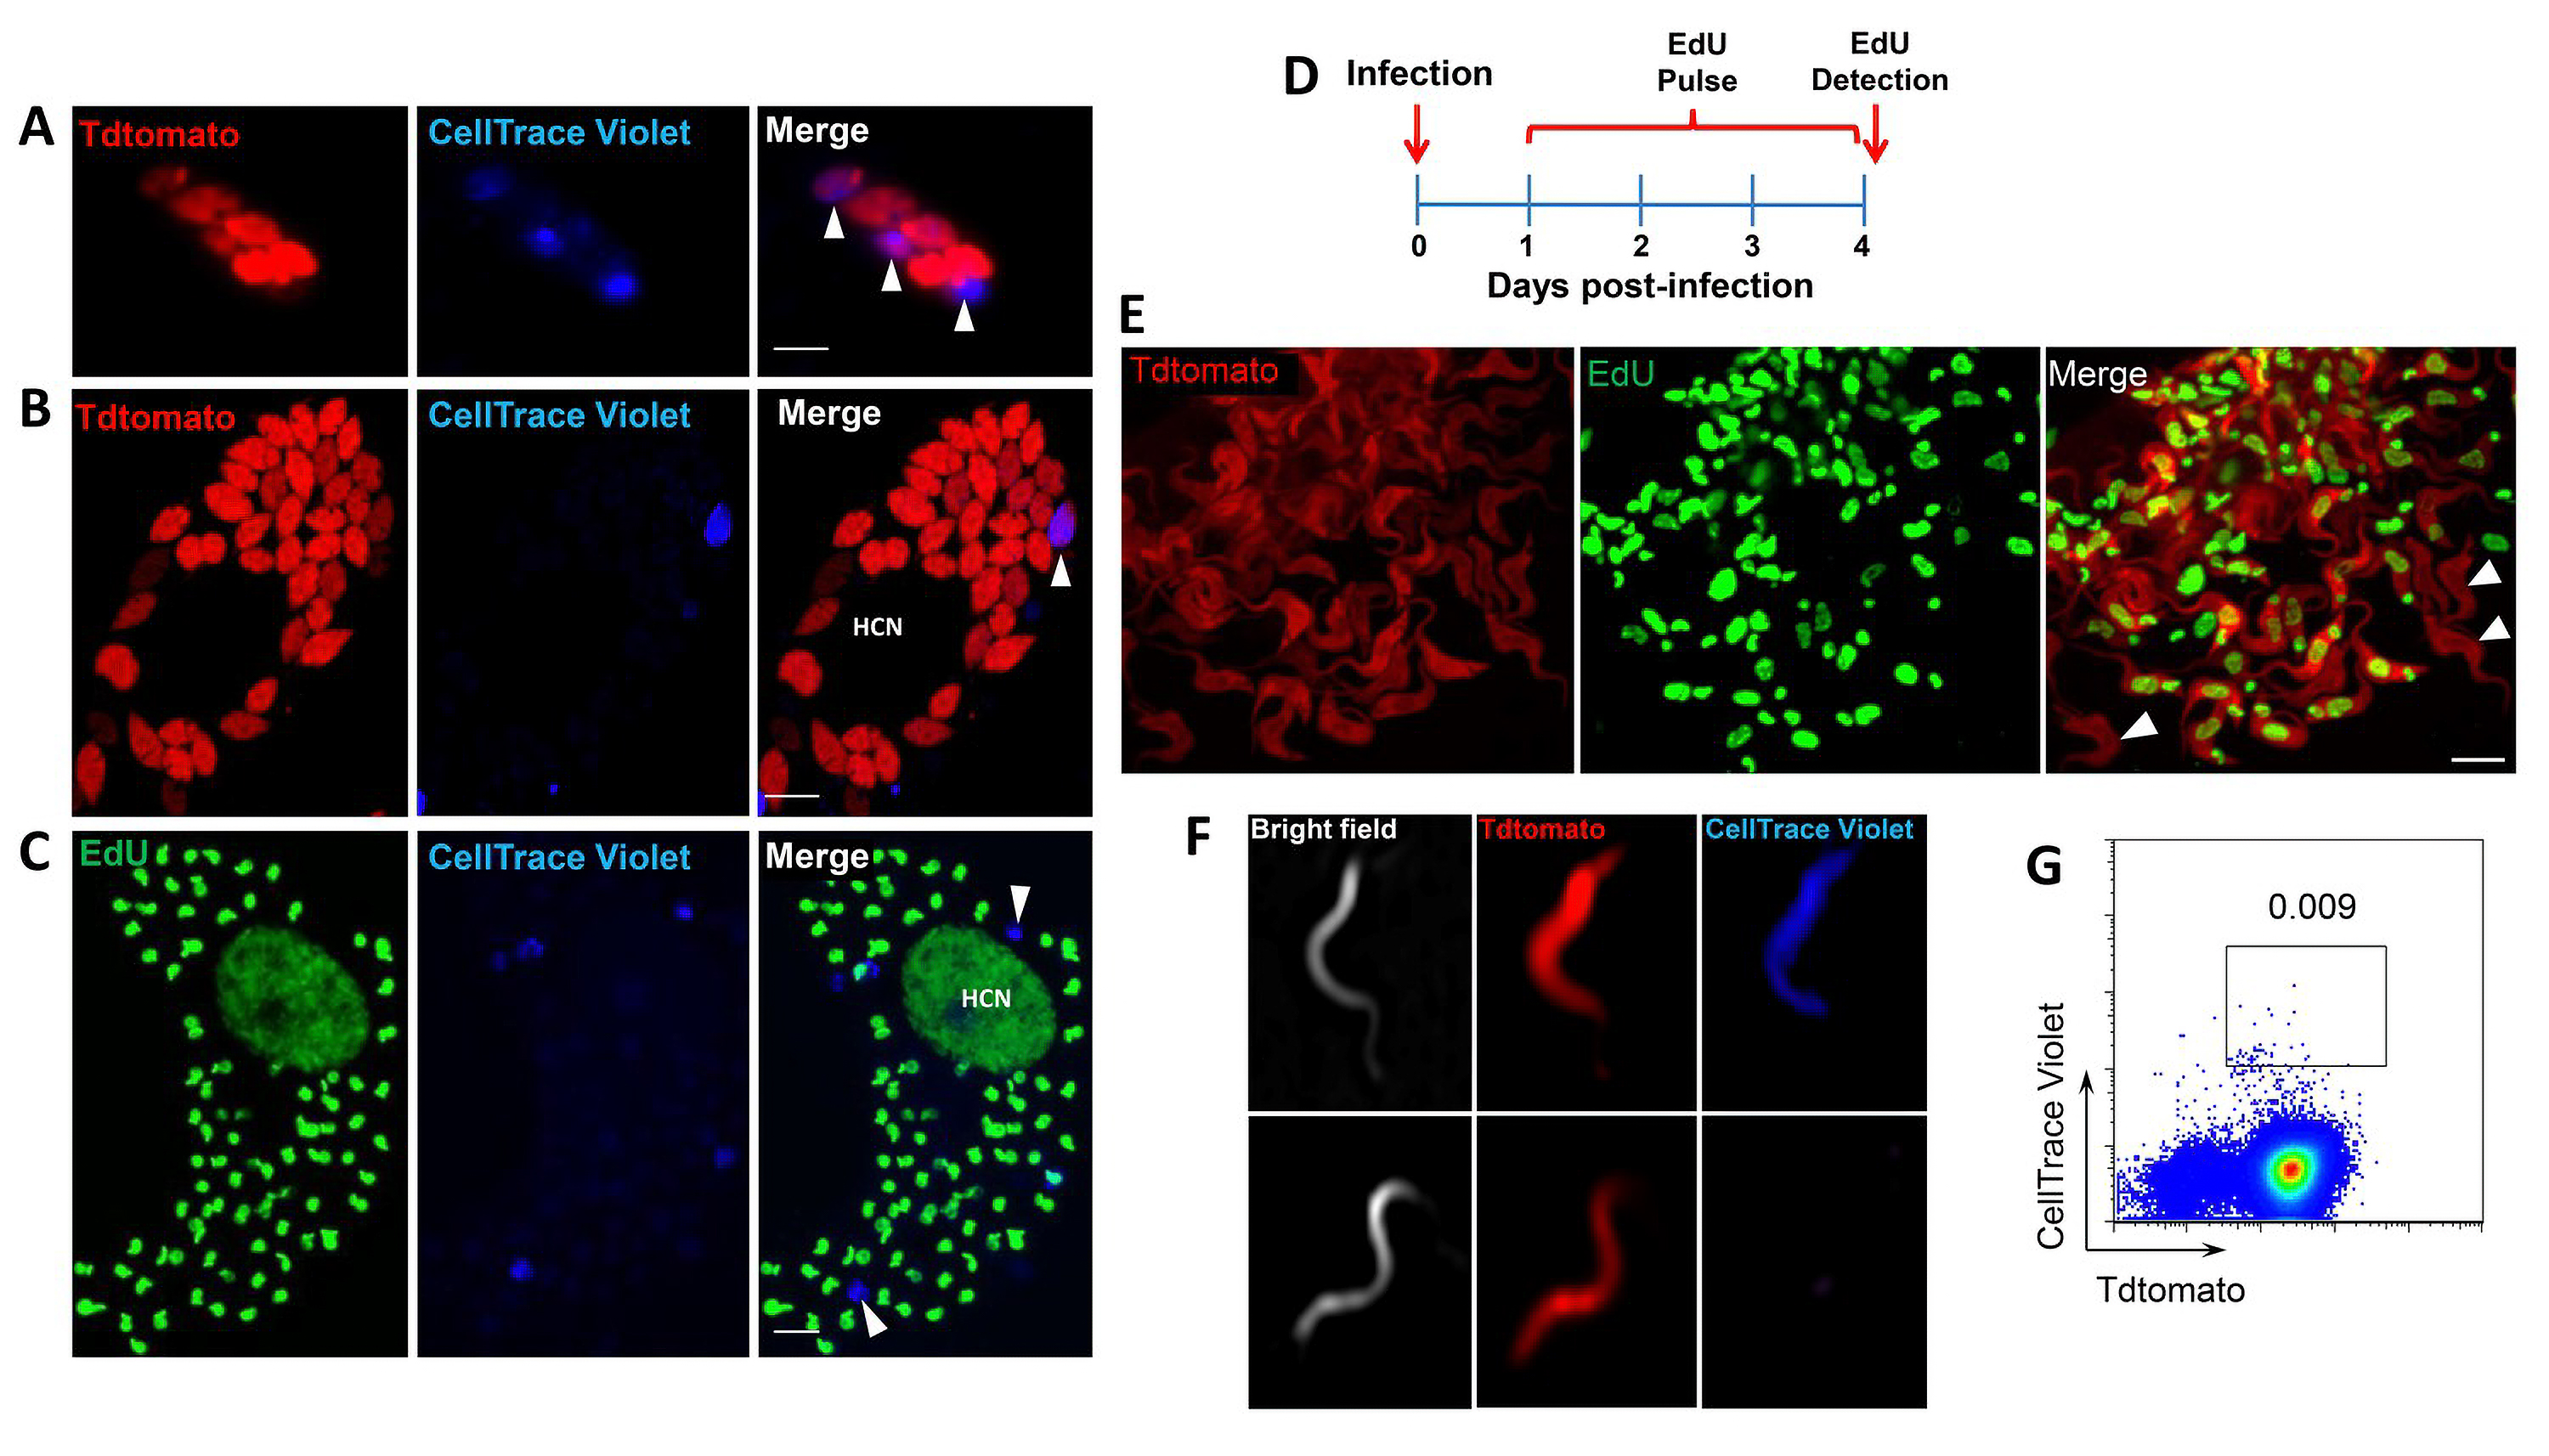 A
Tdtomato
CellTrace Violet
Merge
B
Tdtomato
CellTrace Violet
Merge
HCN
C
EdU
CellTrace Violet
Merge
HCN
D
Infection
EdU
Pulse
EdU
Detection
0 1 2 3 4
Days post-infection
E
Tdtomato
EdU
Merge
F
Bright field
Tdtomato
CellTrace Violet
G
0.009
CellTrace Violet
Tdtomato